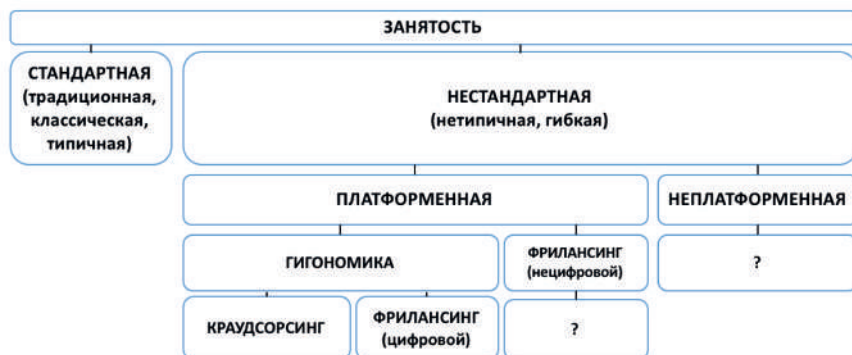 ЗАНЯТОСТЬ
СТАНДАРТНАЯ
(традиционная,
классическая,
типичная)
НЕСТАНДАРТНАЯ
(нетипичная, гибкая)
ПЛАТФОРМЕННАЯ
НЕПЛАТФОРМЕННАЯ
ГИГОНОМИКА
ФРИЛАНСИНГ
(нецифровой)
?
КРАУДСОРСИНГ
ФРИЛАНСИНГ
(цифровой)
?